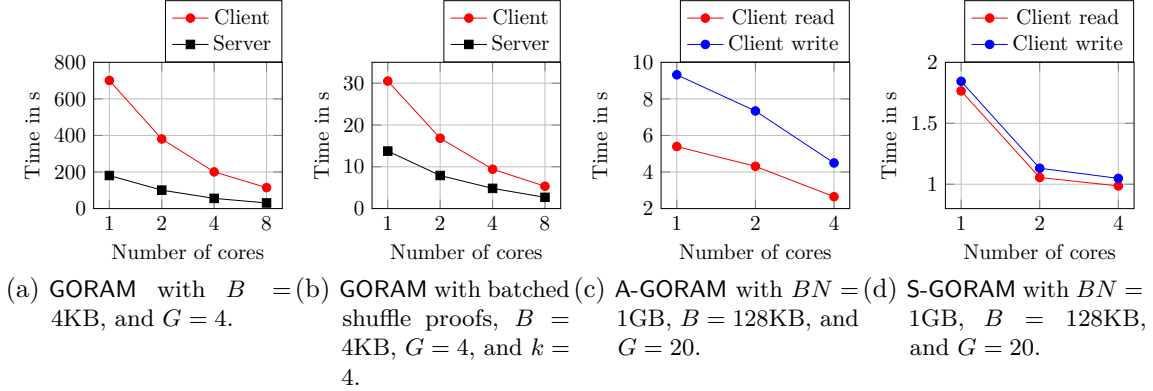 Client
Server
800
600
400
200
0
1
2
4
8
Time in s
Number of cores
(a) GORAM with B =
4KB, and G = 4.
Client
Server
30
20
10
0
1
2
4
8
Time in s
Number of cores
(b) GORAM with batched
shuffle proofs, B =
4KB, G = 4, and k =
4.
Client read
Client write
10
8
6
4
2
1
2
4
Time in s
Number of cores
(c) A-GORAM with BN =
1GB, B = 128KB, and
G = 20.
Client read
Client write
2
1.5
1
1
2
4
Time in s
Number of cores
(d) S-GORAM with BN =
1GB, B = 128KB,
and G = 20.